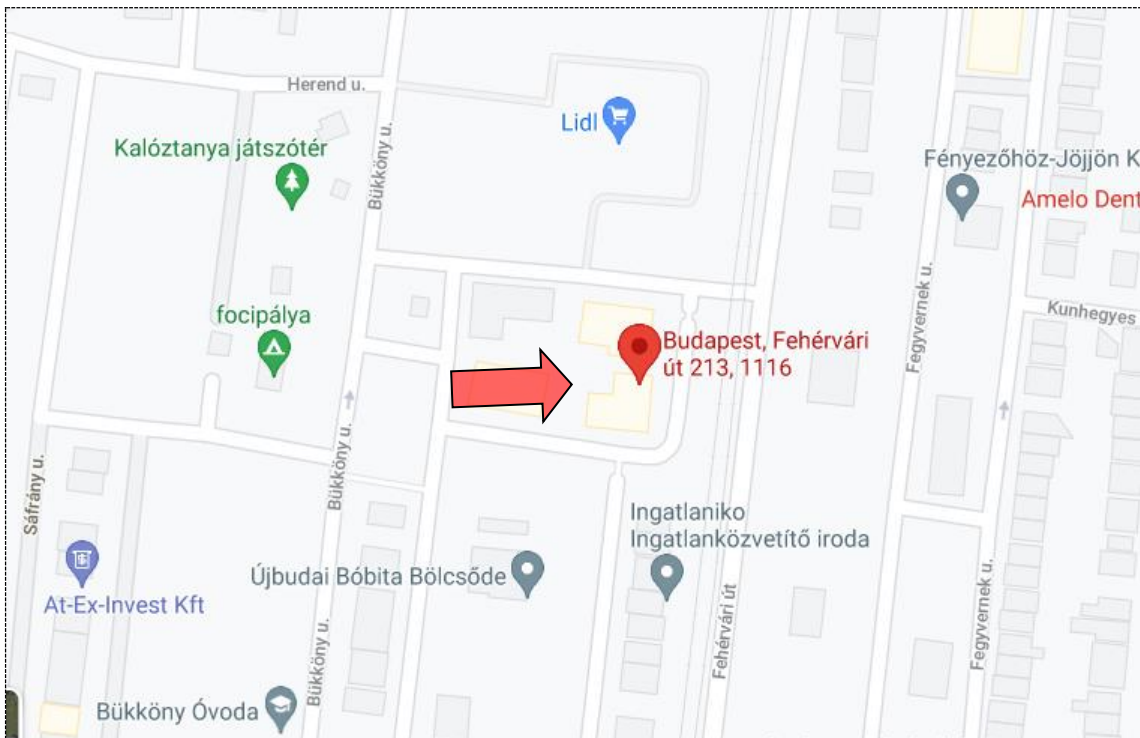 Herend u.
Lidl
Kalóztanya játszótér
Bükköny u.
Fényezőhöz-Jöjjön K
Amelo Dent
focipálya
Budapest, Fehérvári
út 213, 1116
Fegyvernek u.
Kunhegyes
Sáfrány u.
Bükköny u.
Ingatlaniko
Ingatlanközvetítő iroda
Újbudai Bóbita Bölcsőde
At-Ex-Invest Kft
Fehérvári út
Fegyvernek u.
Bükköny u.
Bükköny Óvoda